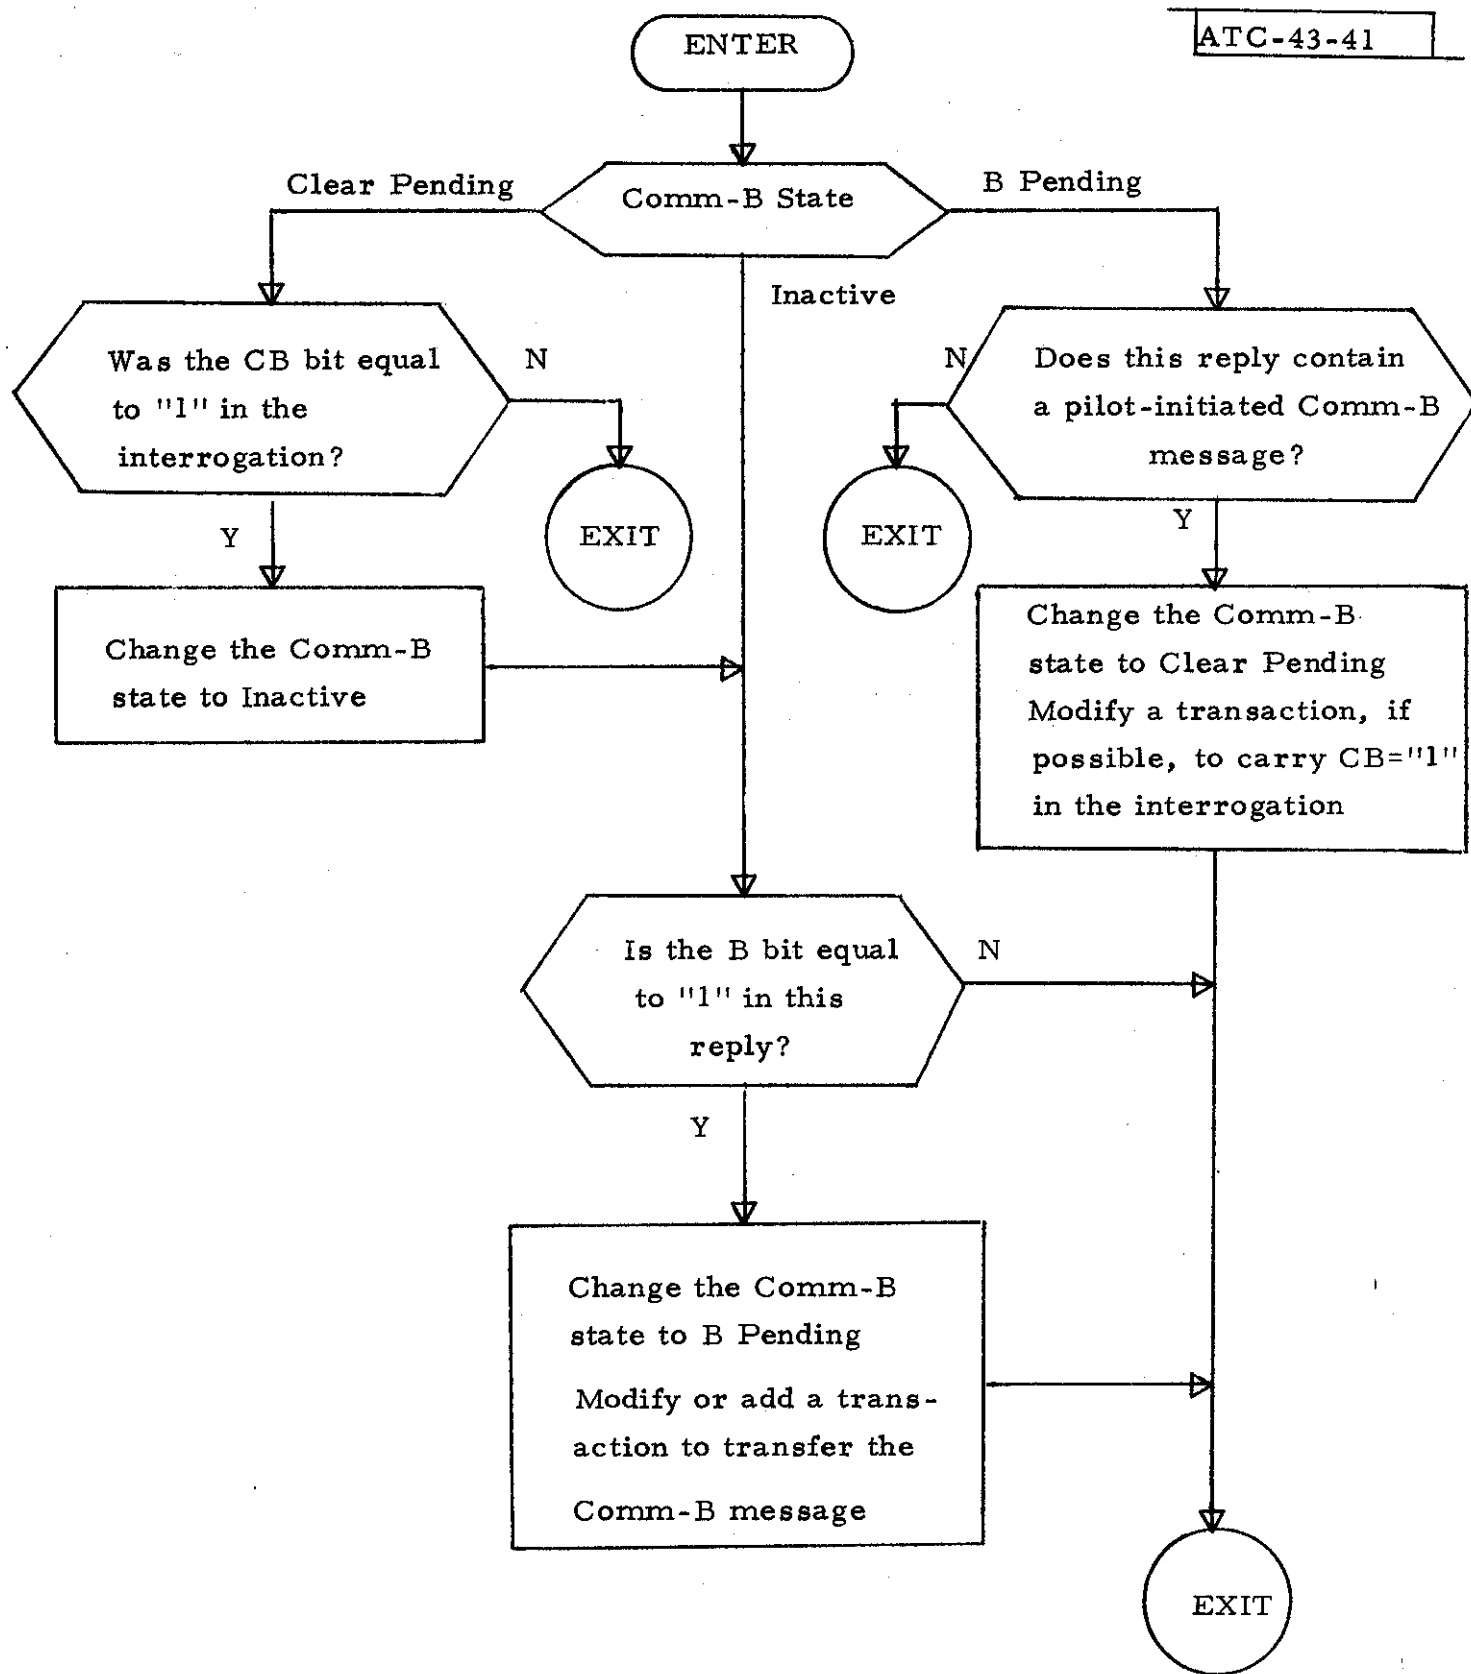 ATC-43-41
ENTER
Clear Pending
Comm-B State
B Pending
Inactive
Was the CB bit equal
to "1" in the
interrogation?
N
N
Does this reply contain
a pilot-initiated Comm-B
message?
EXIT
EXIT
Y
Y
Change the Comm-B
state to Inactive
Change the Comm-B
state to Clear Pending
Modify a transaction, if
possible, to carry CB="1"
in the interrogation
Is the B bit equal
to "1" in this
reply?
N
Y
Change the Comm-B
state to B Pending
Modify or add a trans-
action to transfer the
Comm-B message
EXIT